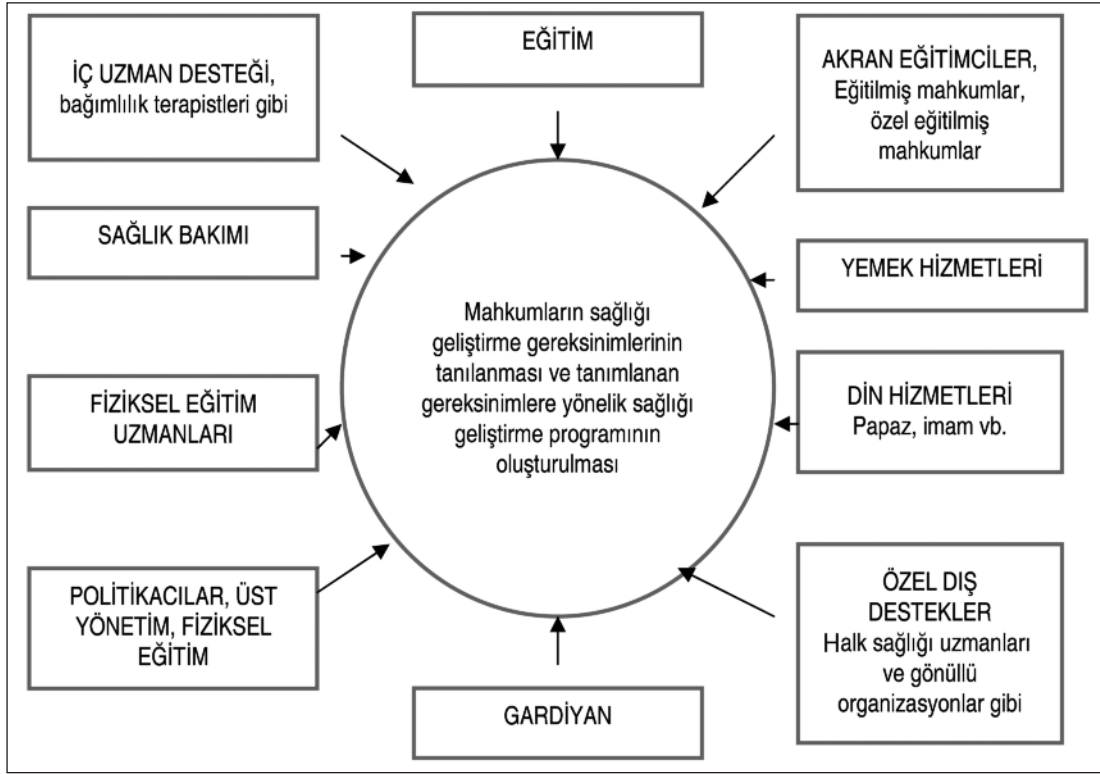 İÇ UZMAN DESTEĞİ,
bağımlılık terapistleri gibi
EĞİTİM
AKRAN EĞİTİMCİLER,
Eğitilmiş mahkumlar,
özel eğitilmiş
mahkumlar
SAĞLIK BAKIMI
YEMEK HİZMETLERİ
Mahkumların sağlığı
geliştirme gereksinimlerinin
tanılanması ve tanımlanan
gereksinimlere yönelik sağlığı
geliştirme programının
oluşturulması
FİZİKSEL EĞİTİM
UZMANLARI
DİN HİZMETLERİ
Papaz, imam vb.
POLİTİKACILAR, ÜST
YÖNETİM, FİZİKSEL
EĞİTİM
GARDİYAN
ÖZEL DIŞ
DESTEKLER
Halk sağlığı uzmanları
ve gönüllü
organizasyonlar gibi